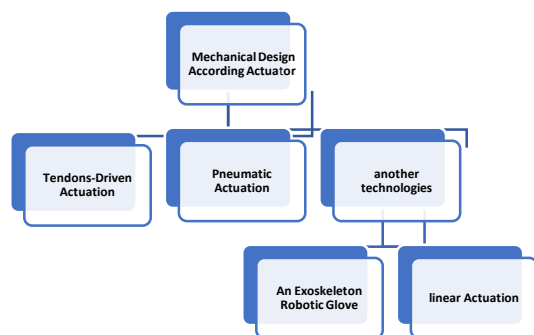 Mechanical Design
According Actuator
Tendons-Driven
Actuation
Pneumatic
Actuation
another
technologies
An Exoskeleton
Robotic Glove
linear Actuation